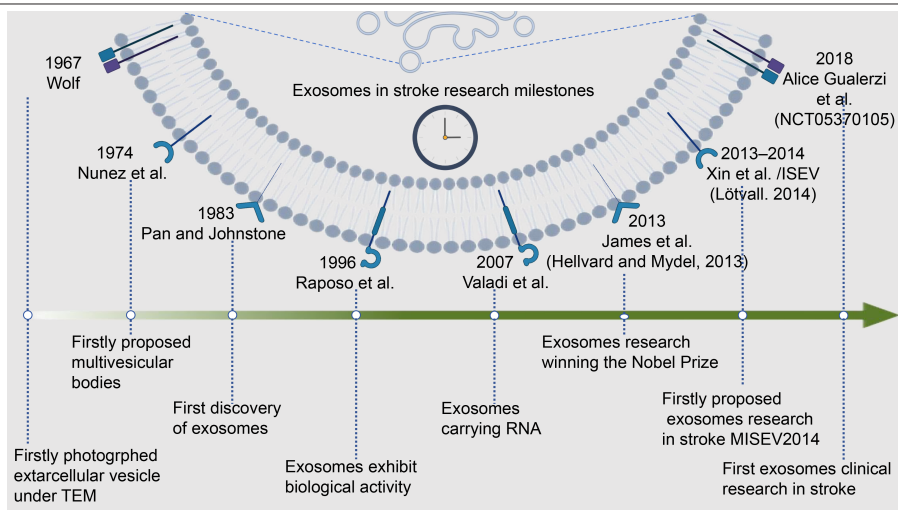 Exosomes in stroke research milestones
1967
Wolf
1974
Nunez et al.
1983
Pan and Johnstone
1996
Raposo et al.
2007
Valadi et al.
2013
James et al.
(Hellvard and Mydel, 2013)
2013–2014
Xin et al. /ISEV
(Lötvall. 2014)
2018
Alice Gualerzi
et al.
(NCT05370105)
Firstly photogrphed
extarcellular vesicle
under TEM
Firstly proposed
multivesicular
bodies
First discovery
of exosomes
Exosomes exhibit
biological activity
Exosomes
carrying RNA
Exosomes research
winning the Nobel Prize
Firstly proposed
exosomes research
in stroke MISEV2014
First exosomes clinical
research in stroke